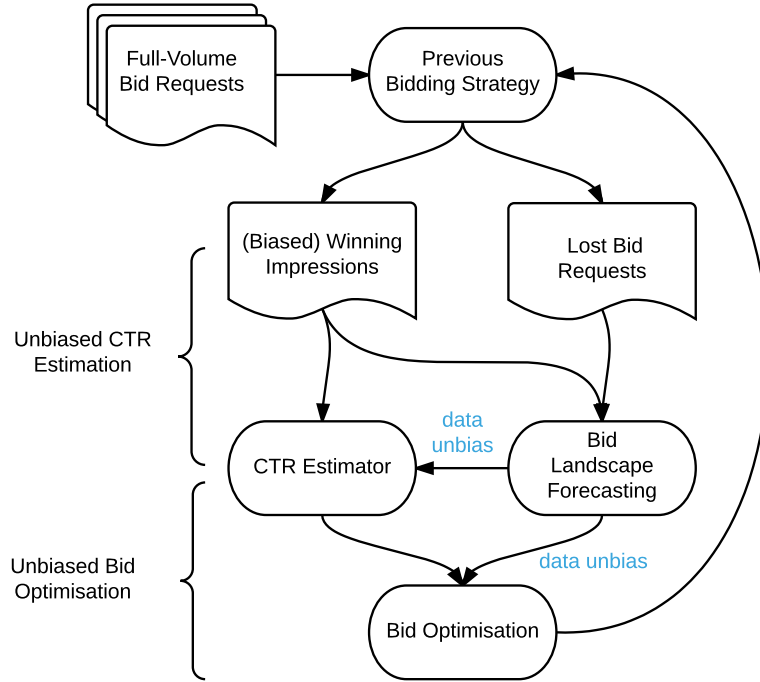 Full-Volume
Bid Requests
Previous
Bidding Strategy
(Biased) Winning
Impressions
Lost Bid
Requests
Unbiased CTR
Estimation
data
unbias
CTR Estimator
Bid
Landscape
Forecasting
data unbias
Unbiased Bid
Optimisation
Bid Optimisation